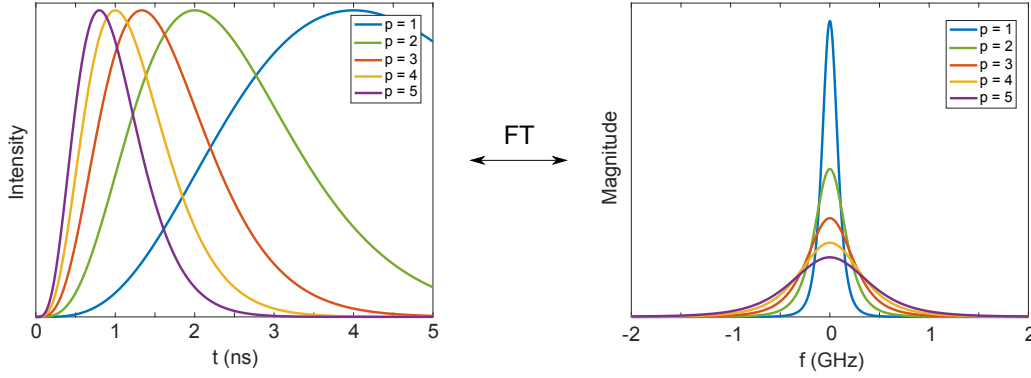 p = 1
p = 2
p = 3
p = 4
p = 5
Intensity
0 1 2 3 4 5
t (ns)
FT
p = 1
p = 2
p = 3
p = 4
p = 5
Magnitude
-2 -1 0 1 2
f (GHz)